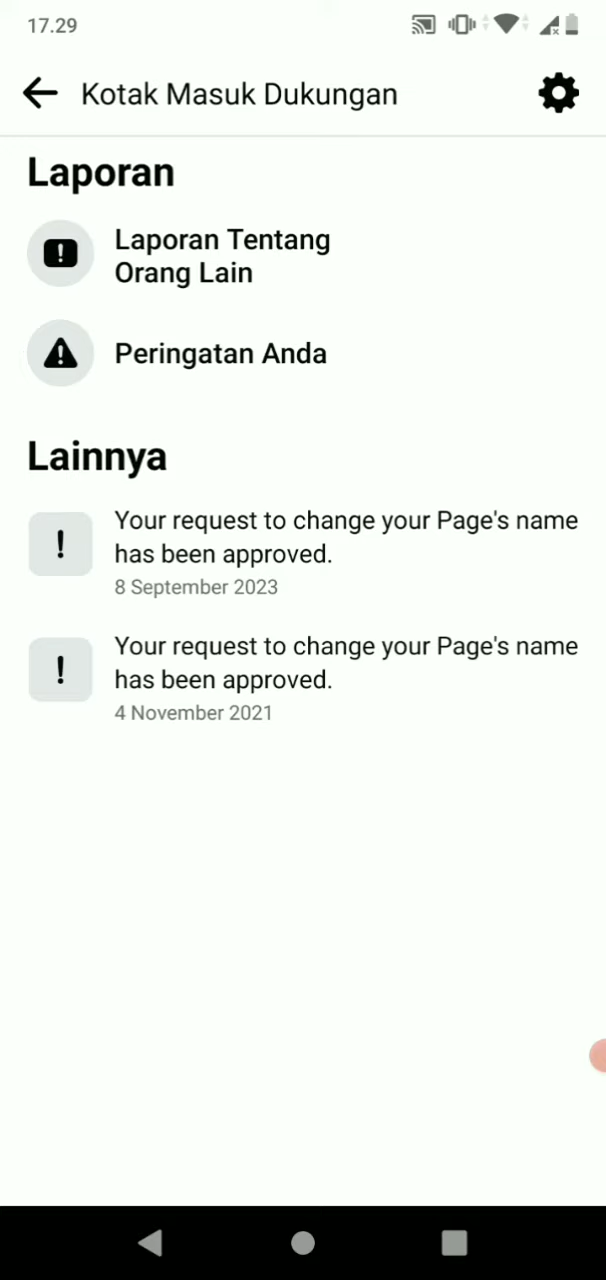 17.29
Kotak Masuk Dukungan
Laporan
Laporan Tentang
Orang Lain
Peringatan Anda
Lainnya
Your request to change your Page's name
has been approved.
8 September 2023
Your request to change your Page's name
has been approved.
4 November 2021